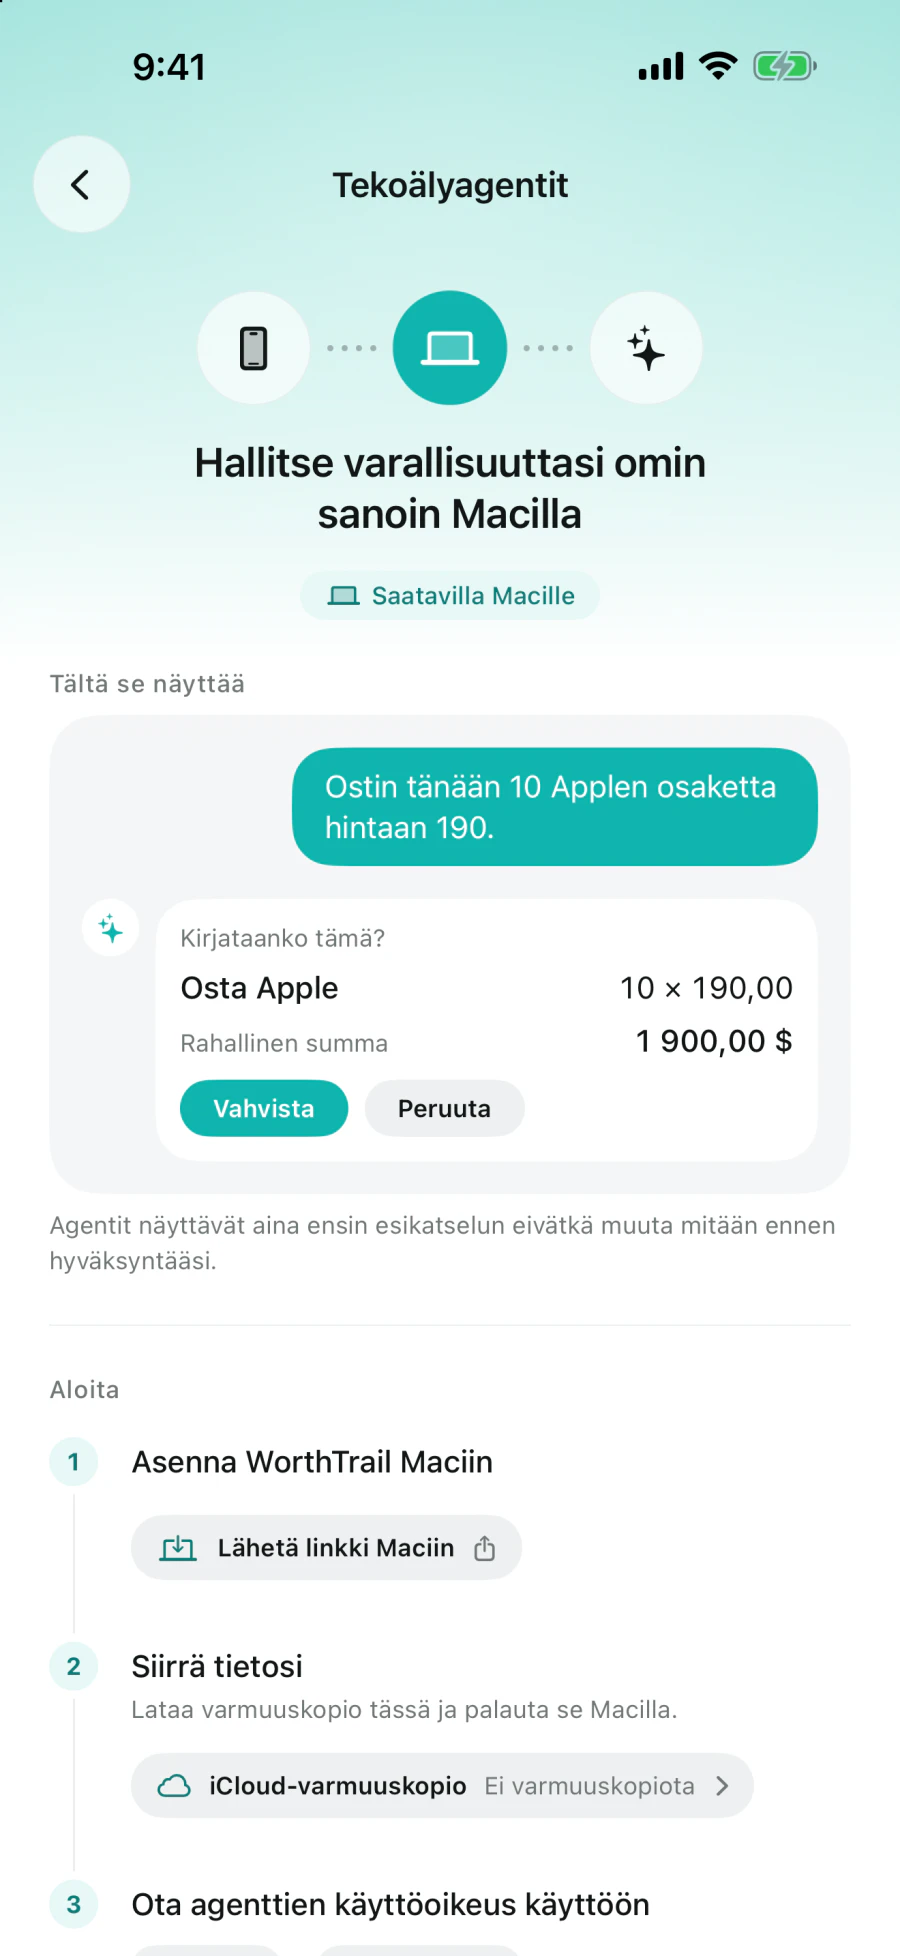 9:41
Tekoälyagentit
Hallitse varallisuuttasi omin
sanoin Macilla
Saatavilla Macille
Tältä se näyttää
Ostin tänään 10 Applen osaketta
hintaan 190.
Kirjataanko tämä?
Osta Apple 10 × 190,00
Rahallinen summa 1 900,00 $
Vahvista Peruuta
Agentit näyttävät aina ensin esikatselun eivätkä muuta mitään ennen
hyväksyntääsi.
Aloita
1 Asenna WorthTrail Maciin
Lähetä linkki Maciin
2 Siirrä tietosi
Lataa varmuuskopio tässä ja palauta se Macilla.
iCloud-varmuuskopio Ei varmuuskopiota
3 Ota agenttien käyttöoikeus käyttöön